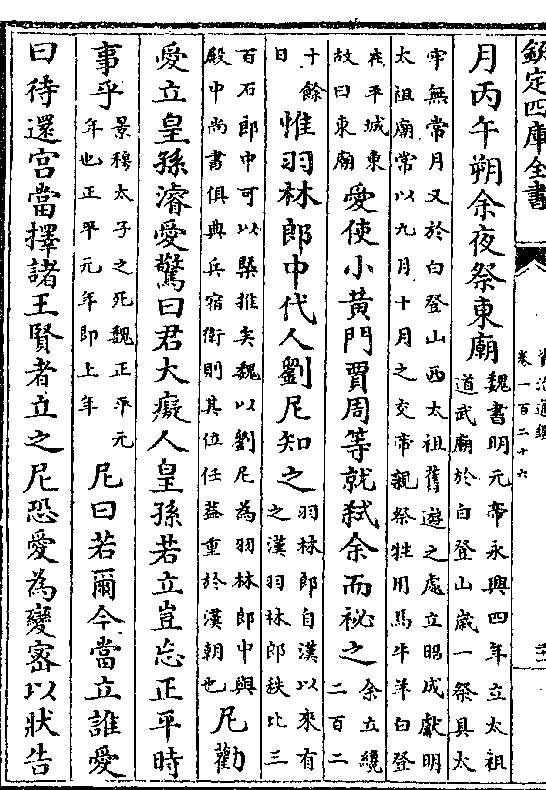 欽定四庫全書
資治通鑑
卷一百二十六
月丙午朔余夜祭東廟
魏書明元帝永興四年立太祖
道武廟於白登山歲一祭具太
牢無常月又於白登山西太祖舊遊之處立昭成獻明
太祖廟常以九月十月之交帝親祭牲用馬牛羊白登
在平城東
故曰東廟
愛使小黃門賈周等就弑余而祕之
余立纔
二百二
十餘
日
惟羽林郎中代人劉尼知之
羽林郎自漢以來有
之漢羽林郎秩比三
百石郎中可以槩推矣魏以劉尼為羽林郎中與
殿中尚書俱典兵宿衛則其位任葢重於漢朝也
尼勸
愛立皇孫濬愛驚曰君大癡人皇孫若立豈忘正平時
事乎
景穆太子之死魏正平元
年也正平元年即上年
尼曰若爾今當立誰愛
曰待還宫當擇諸王賢者立之尼恐愛為變密以狀告